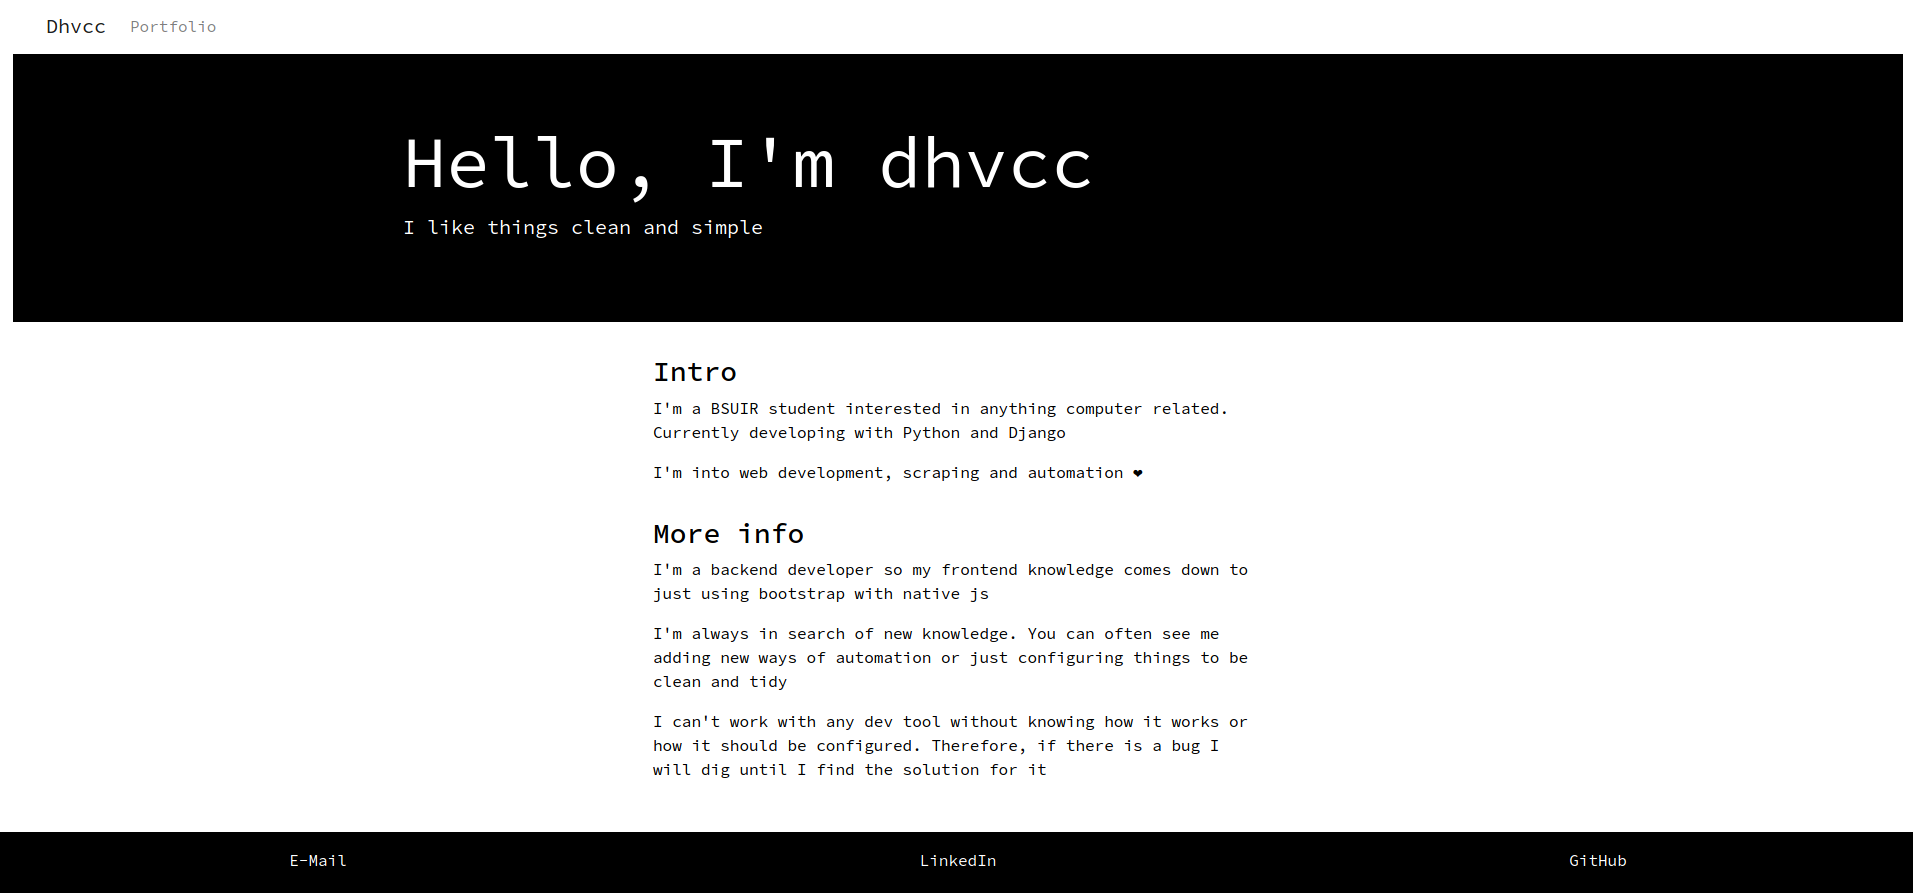 Dhvcc Portfolio
Hello, I'm dhvcc
I like things clean and simple
Intro
I'm a BSUIR student interested in anything computer related.
Currently developing with Python and Django
I'm into web development, scraping and automation ❤
More info
I'm a backend developer so my frontend knowledge comes down to
just using bootstrap with native js
I'm always in search of new knowledge. You can often see me
adding new ways of automation or just configuring things to be
clean and tidy
I can't work with any dev tool without knowing how it works or
how it should be configured. Therefore, if there is a bug I
will dig until I find the solution for it
E-Mail LinkedIn GitHub